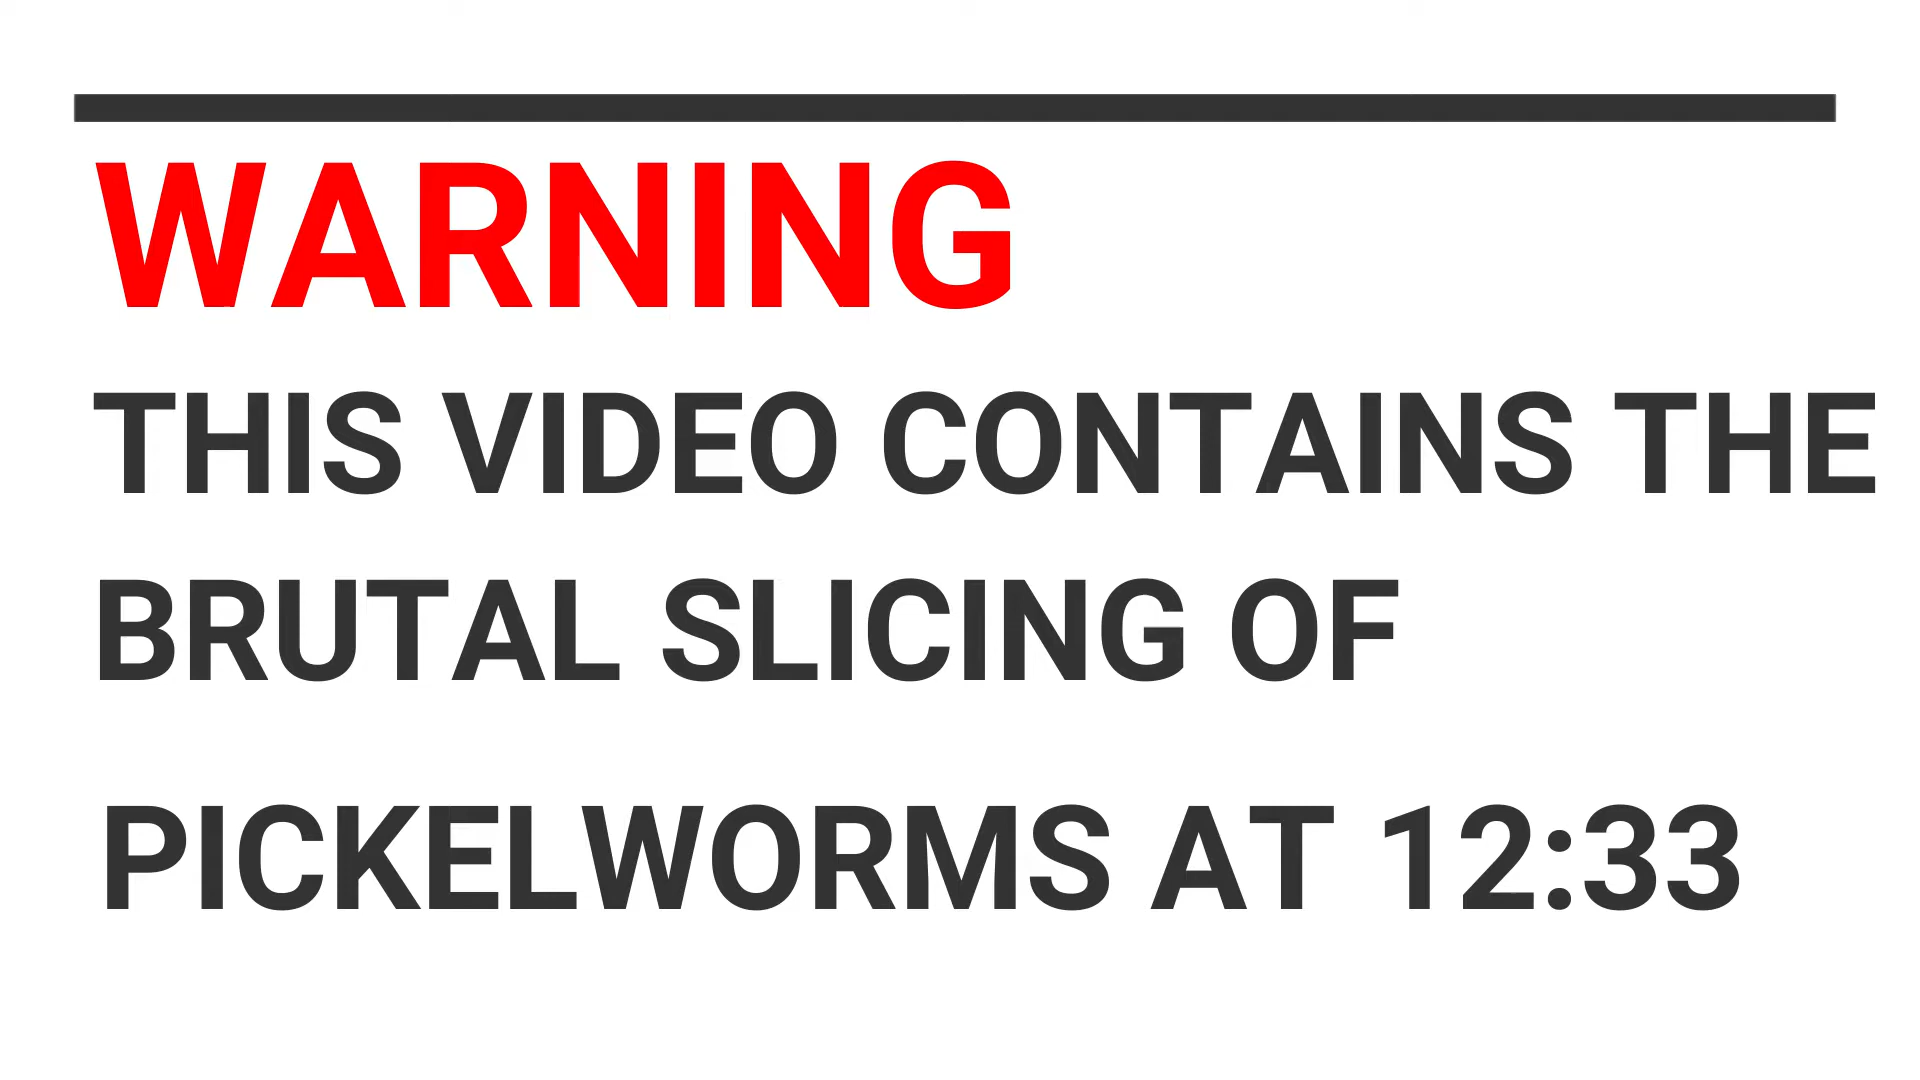 WARNING
THIS VIDEO CONTAINS THE
BRUTAL SLICING OF
PICKELWORMS AT 12:33